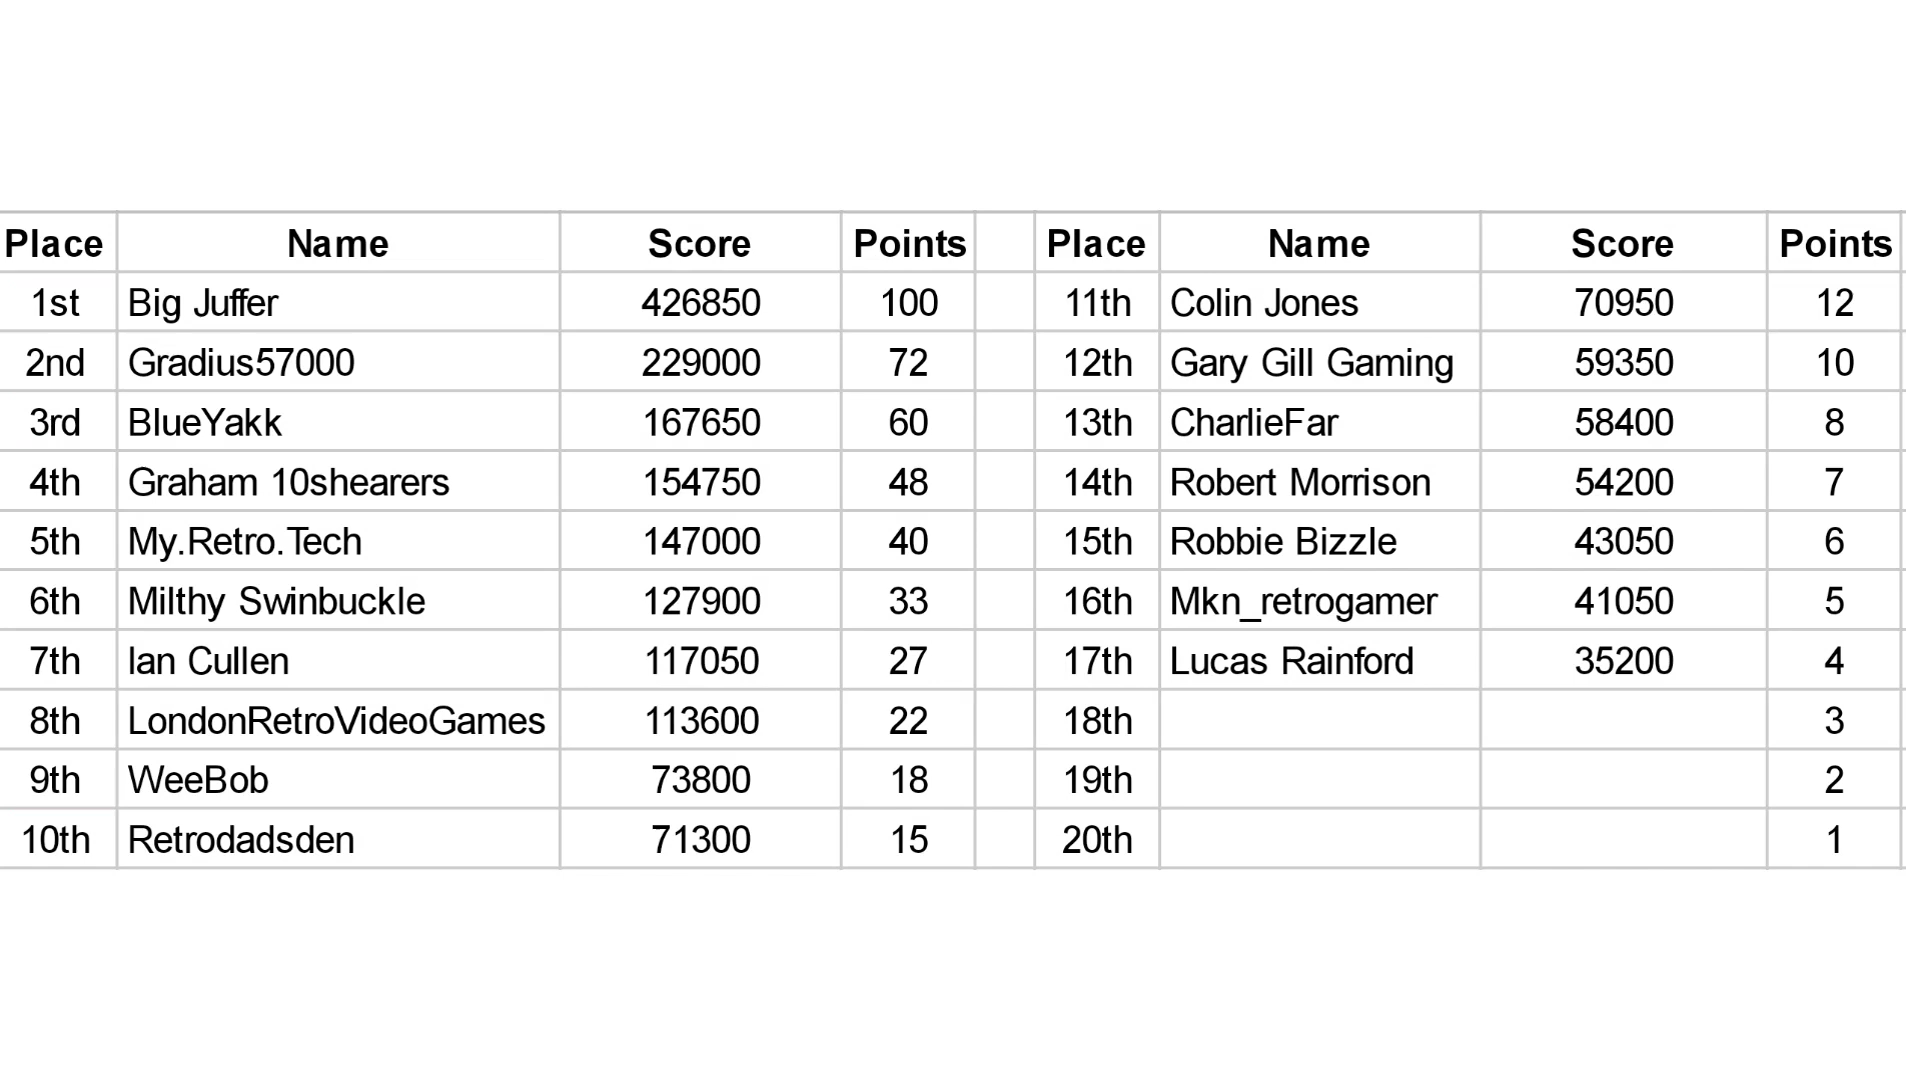 Place Name Score Points Place Name Score Points
1st Big Juffer 426850 100 11th Colin Jones 70950 12
2nd Gradius57000 229000 72 12th Gary Gill Gaming 59350 10
3rd BlueYakk 167650 60 13th CharlieFar 58400 8
4th Graham 10shearers 154750 48 14th Robert Morrison 54200 7
5th My.Retro.Tech 147000 40 15th Robbie Bizzle 43050 6
6th Milthy Swinbuckle 127900 33 16th Mkn_retrogamer 41050 5
7th Ian Cullen 117050 27 17th Lucas Rainford 35200 4
8th LondonRetroVideoGames 113600 22 18th 3
9th WeeBob 73800 18 19th 2
10th Retrodadsden 71300 15 20th 1